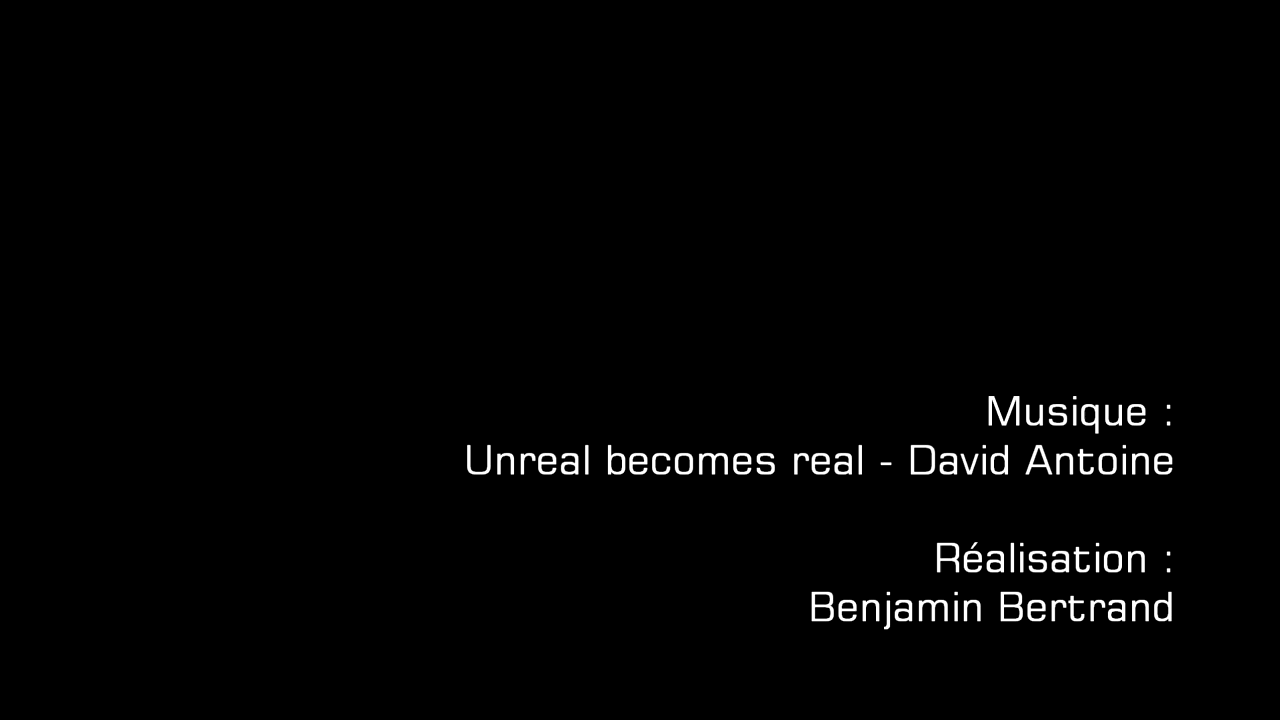 Musique :
Unreal becomes real - David Antoine
Réalisation :
Benjamin Bertrand